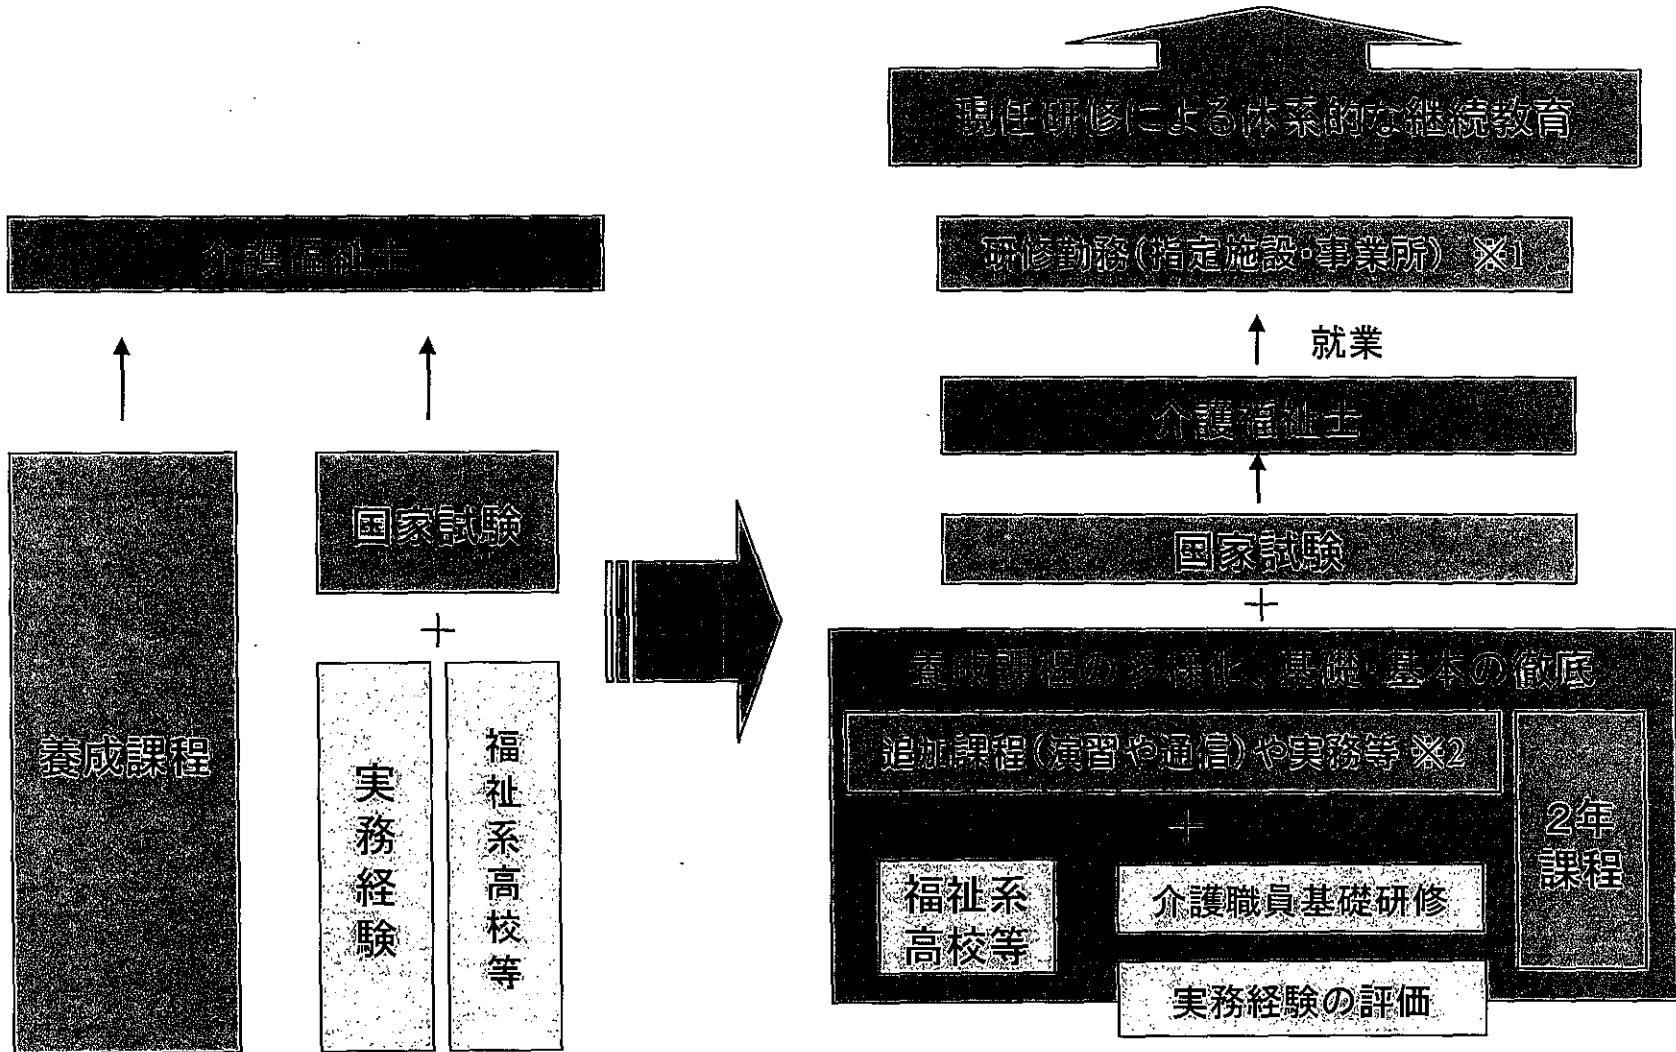 介護福祉士
養成課程
国家試験
＋
実務経験
福祉系高校等
現任研修による体系的な継続教育
研修勤務(指定施設・事業所) ※1
就業
介護福祉士
国家試験
＋
養成課程の多様化、基礎・基本の徹底
追加課程(演習や通信)や実務等 ※2
＋
2年
課程
福祉系
高校等
介護職員基礎研修
実務経験の評価